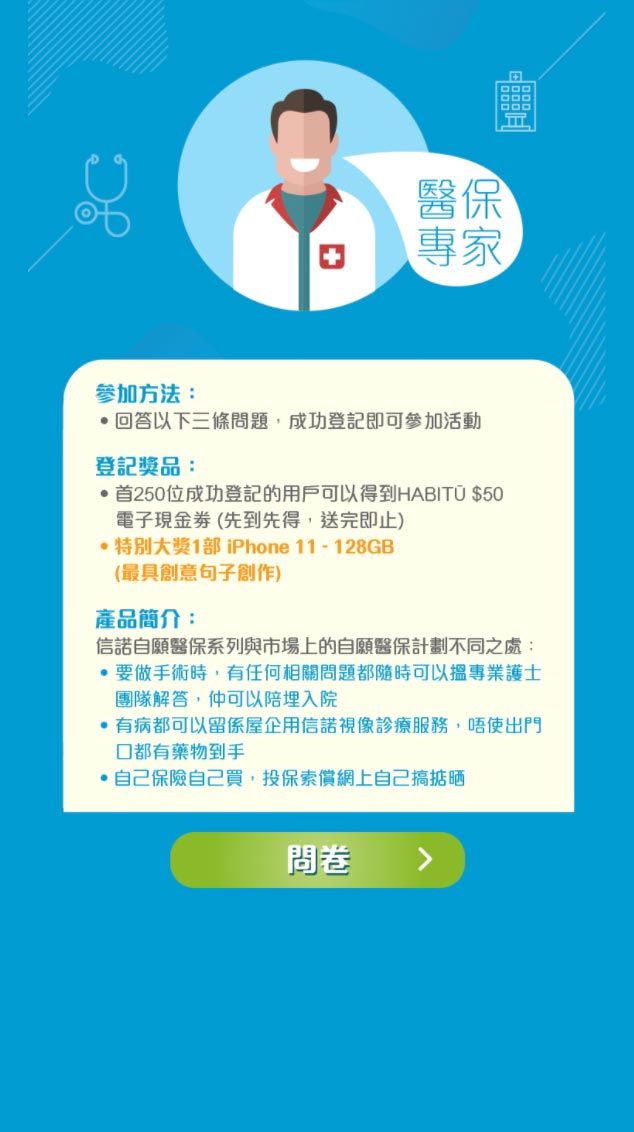 醫保
專家
參加方法：
• 回答以下三條問題，成功登記即可參加活動
登記獎品：
• 首250位成功登記的用戶可以得到HABITŪ $50
電子現金券 (先到先得，送完即止)
• 特別大獎1部 iPhone 11 - 128GB
(最具創意句子創作)
產品簡介：
信諾自願醫保系列與市場上的自願醫保計劃不同之處：
• 要做手術時，有任何相關問題都隨時可以搵專業護士
團隊解答，仲可以陪埋入院
• 有病都可以留係屋企用信諾視像診療服務，唔使出門
口都有藥物到手
• 自己保險自己買，投保索償網上自己搞掂晒
問卷